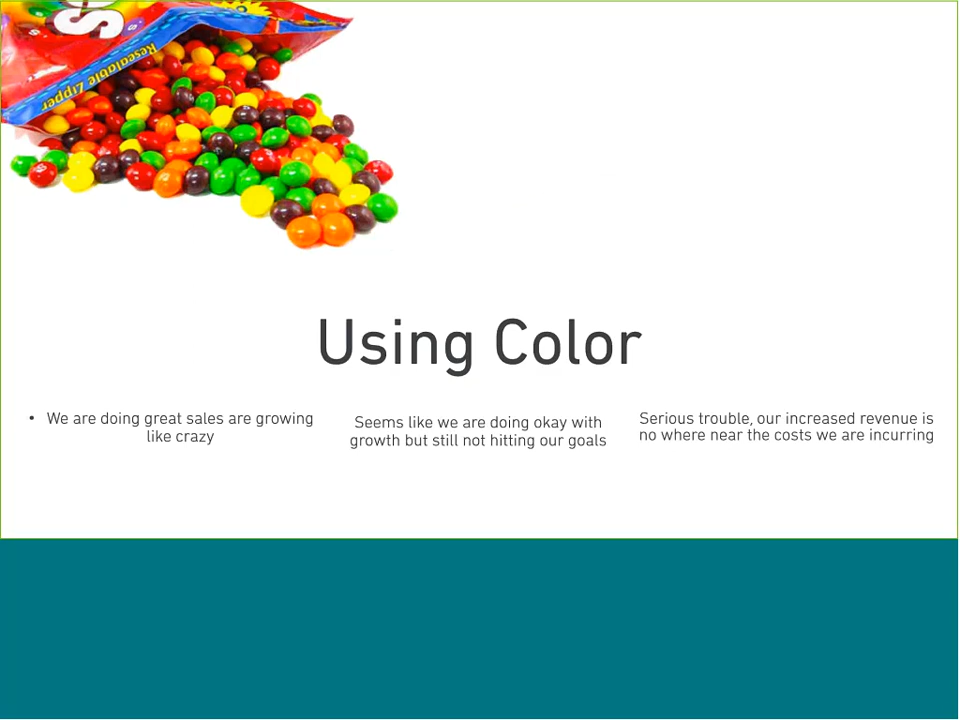 Resealable Zipper
Using Color
• We are doing great sales are growing
like crazy
Seems like we are doing okay with
growth but still not hitting our goals
Serious trouble, our increased revenue is
no where near the costs we are incurring